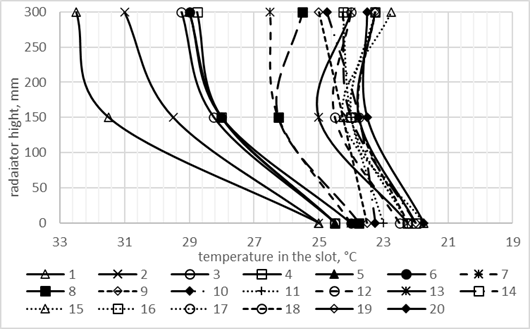 300
250
200
150
100
50
0
radaiator hight, mm
33 31 29 27 25 23 21 19
temperature in the slot, °C
1 2 3 4 5 6 7
8 9 10 11 12 13 14
15 16 17 18 19 20